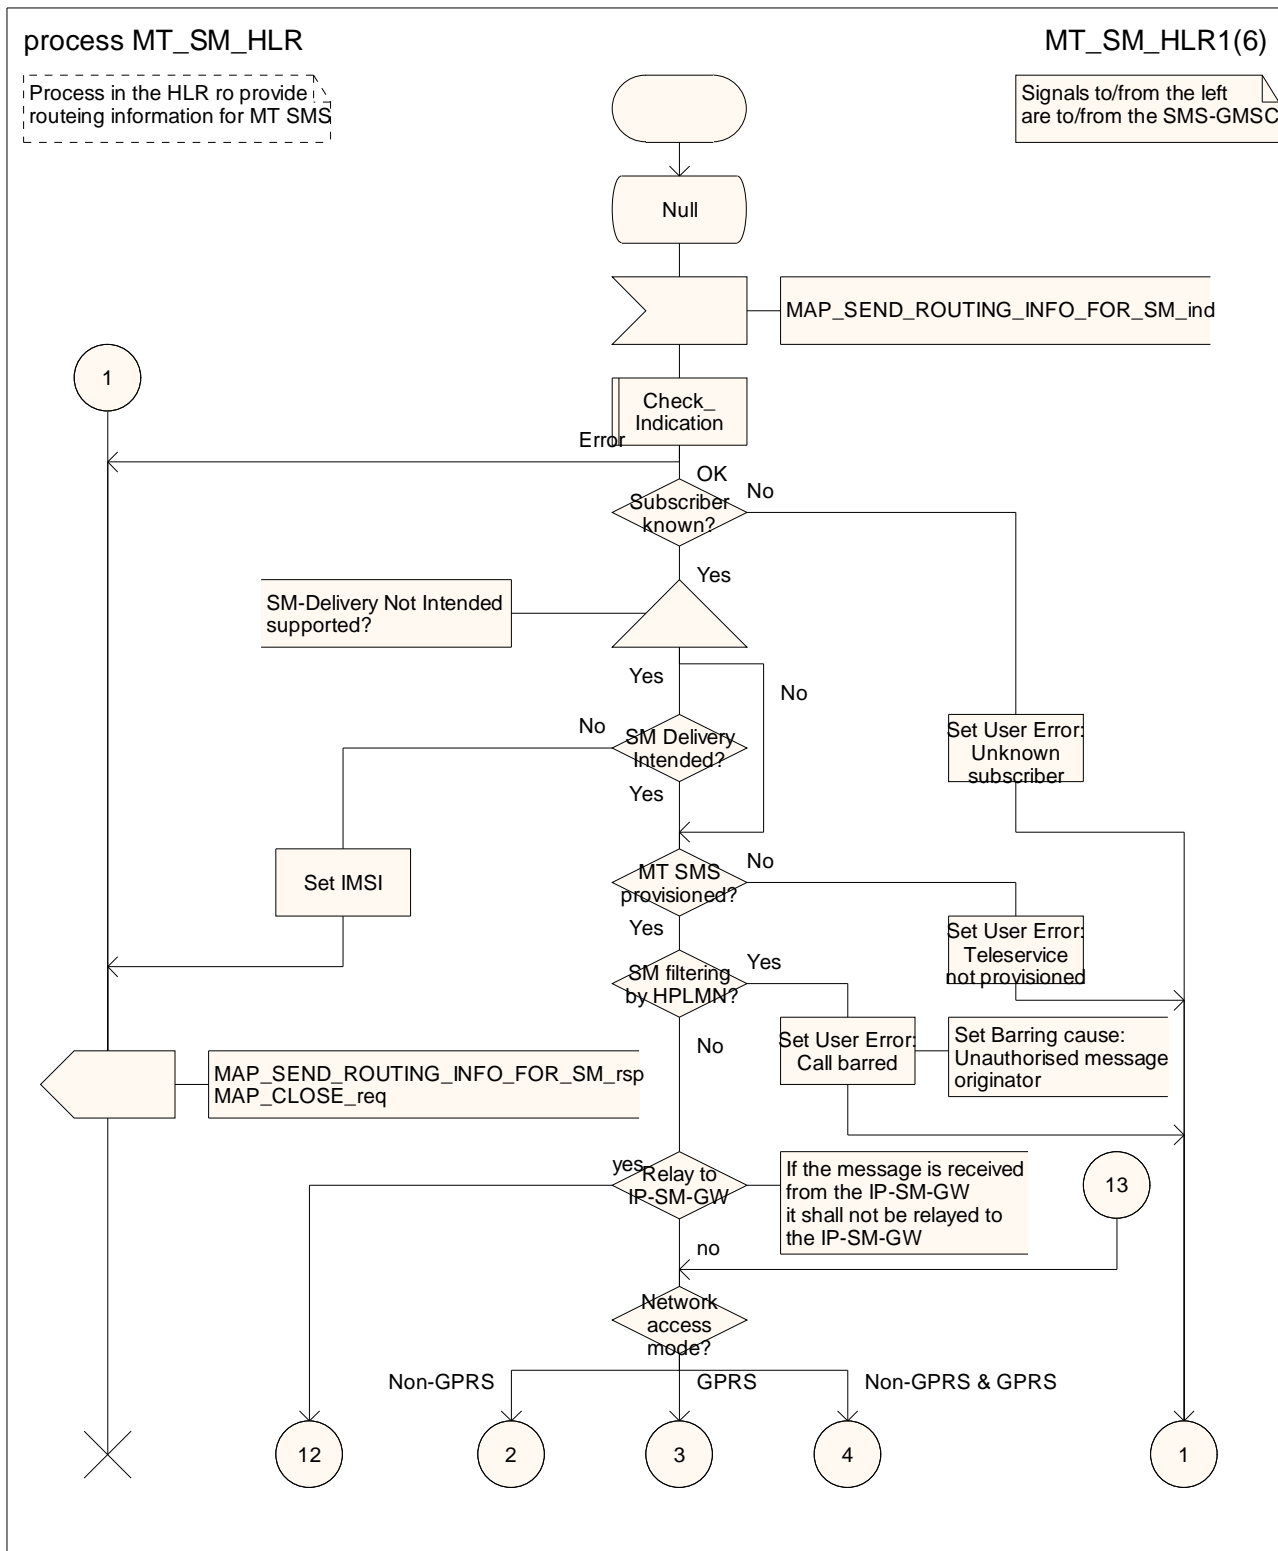 process MT_SM_HLR
MT_SM_HLR1(6)
Process in the HLR ro provide
routeing information for MT SMS
Signals to/from the left
are to/from the SMS-GMSC
Null
MAP_SEND_ROUTING_INFO_FOR_SM_ind
1
Check_
Indication
Error
OK
No
Subscriber
known?
Yes
SM-Delivery Not Intended
supported?
Yes
No
No
SM Delivery
Intended?
Set User Error:
Unknown
subscriber
Yes
No
MT SMS
provisioned?
Set IMSI
Yes
Set User Error:
Teleservice
not provisioned
Yes
SM filtering
by HPLMN?
No
Set User Error:
Call barred
Set Barring cause:
Unauthorised message
originator
MAP_SEND_ROUTING_INFO_FOR_SM_rsp
MAP_CLOSE_req
yes
Relay to
IP-SM-GW
If the message is received
from the IP-SM-GW
it shall not be relayed to
the IP-SM-GW
13
no
Network
access
mode?
Non-GPRS
GPRS
Non-GPRS & GPRS
12
2
3
4
1